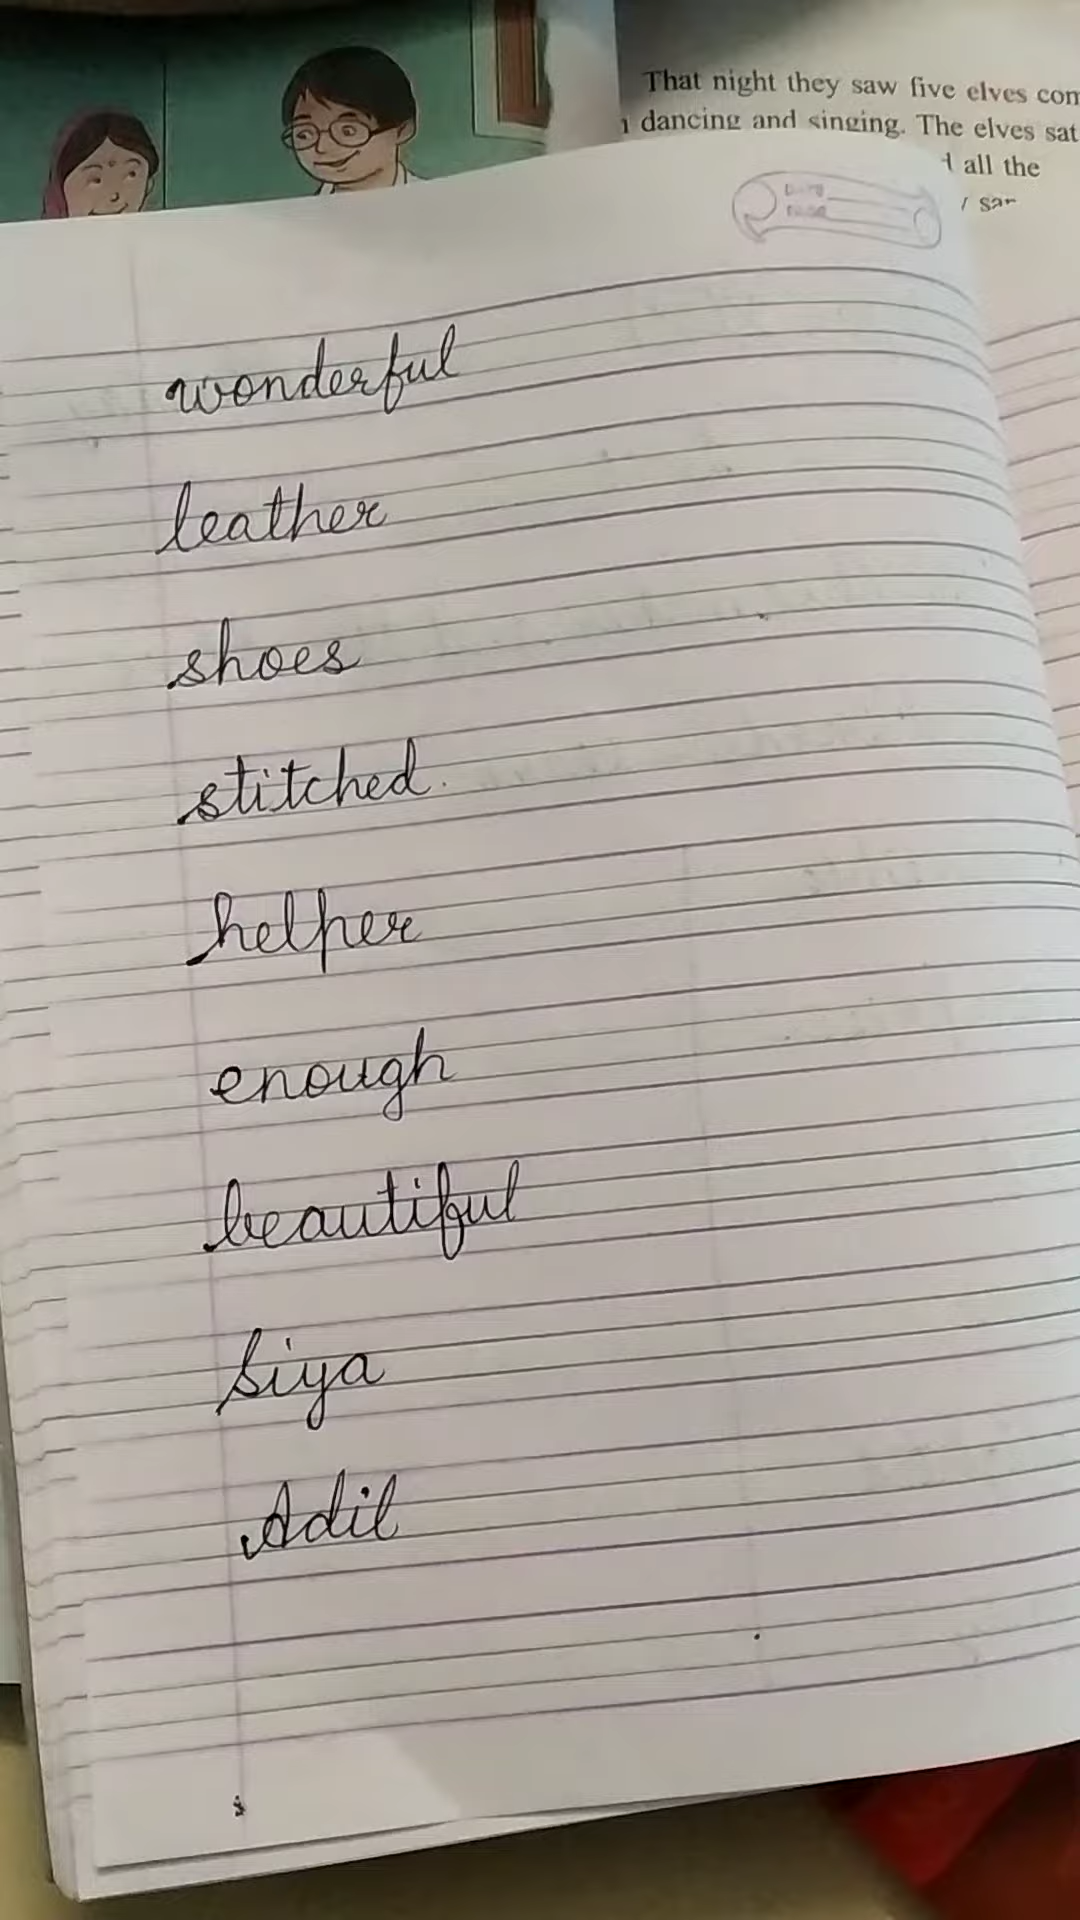 That night they saw five elves com
dancing and singing. The elves sat
all the
wonderful
leather
shoes
stitched
helper
enough
beautiful
Siya
Adil